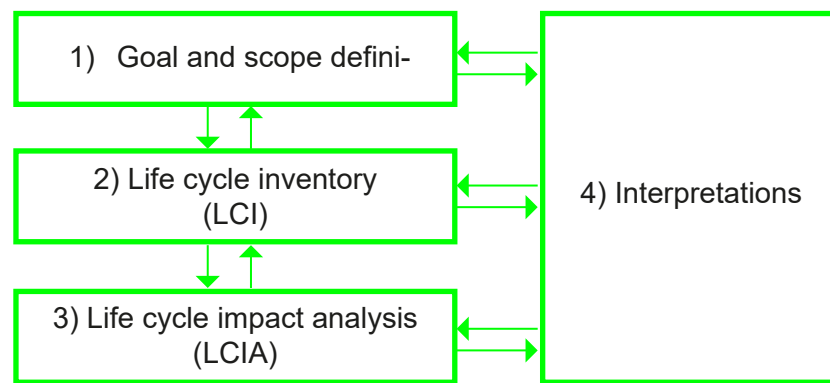 1) Goal and scope defini-
2) Life cycle inventory
(LCI)
4) Interpretations
3) Life cycle impact analysis
(LCIA)